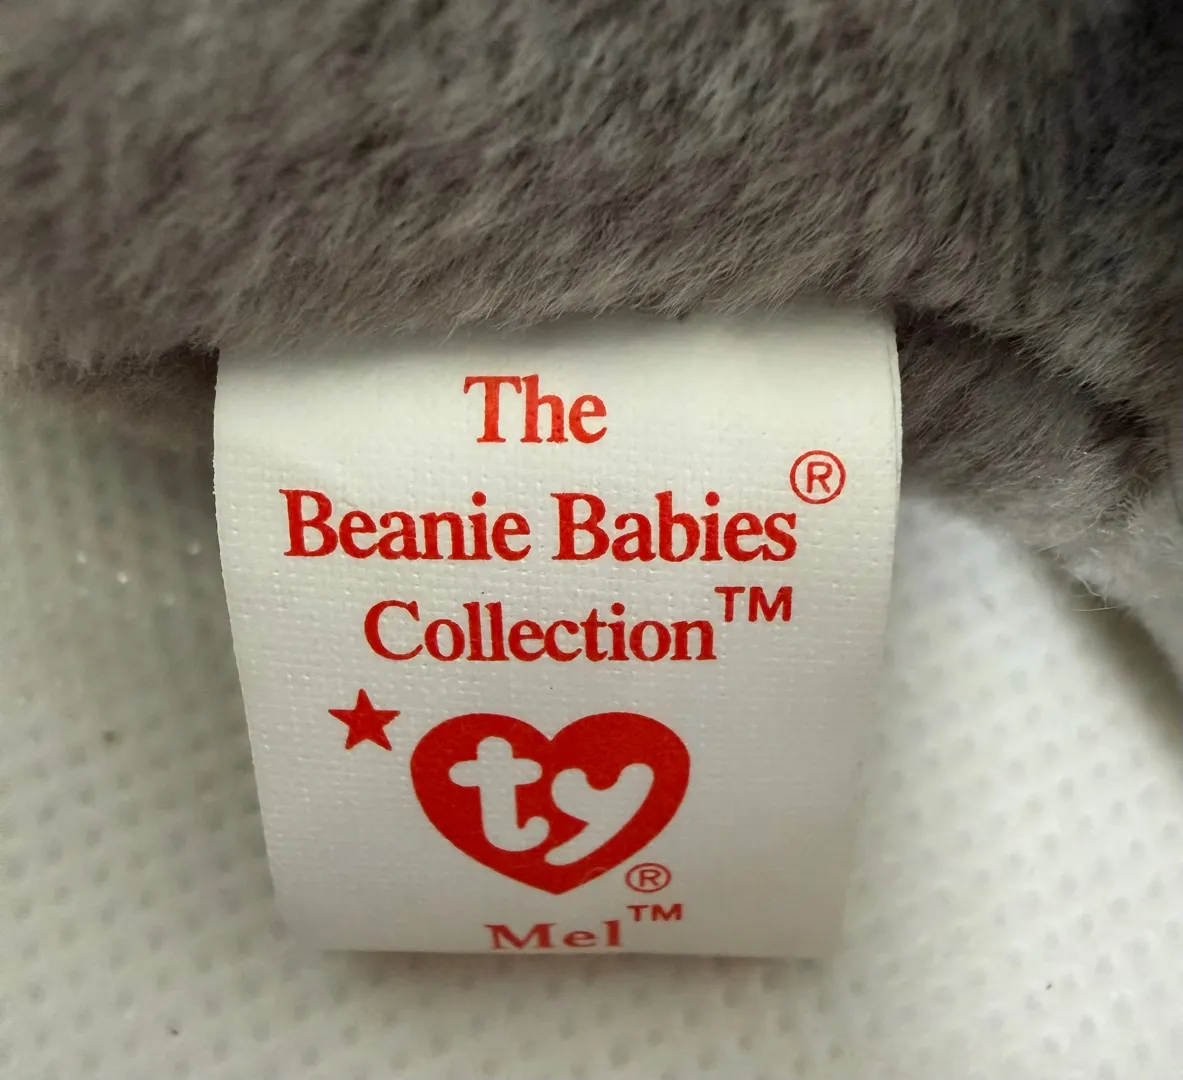 The
Beanie Babies®
Collection™
ty®
Mel™